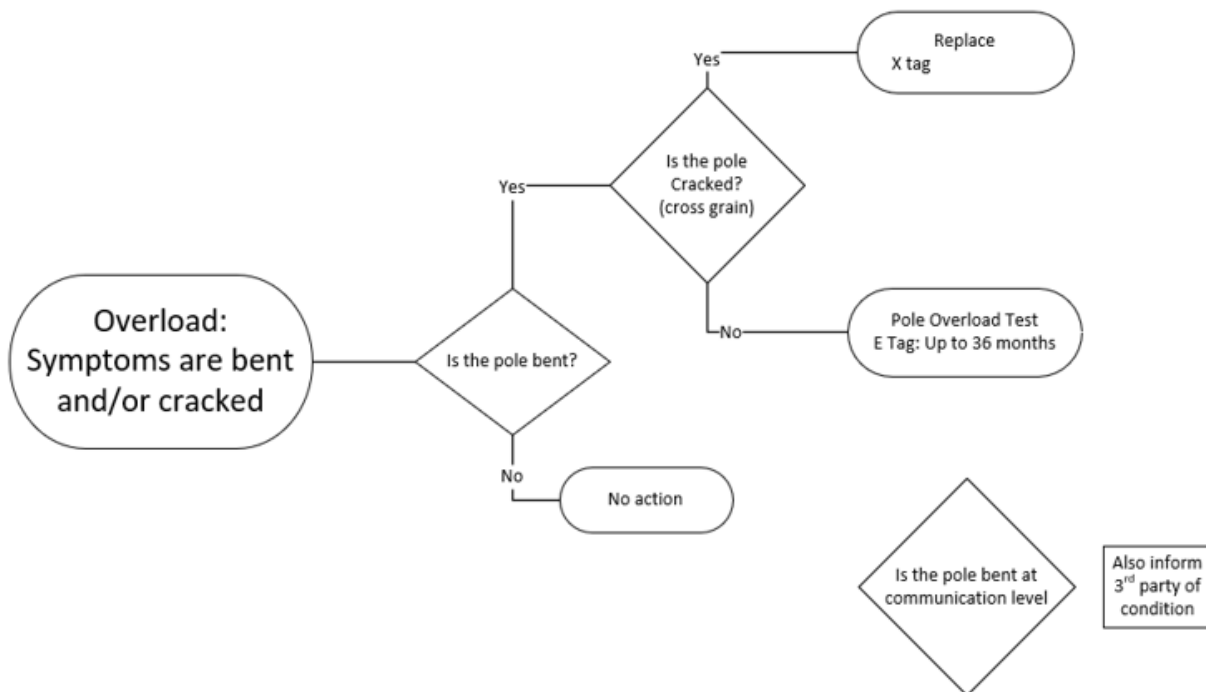 Replace
X tag
Yes
Is the pole
Cracked?
(cross grain)
Yes
Overload:
Symptoms are bent
and/or cracked
Is the pole bent?
No
Pole Overload Test
E Tag: Up to 36 months
No
No action
Is the pole bent at
communication level
Also inform
3rd party of
condition